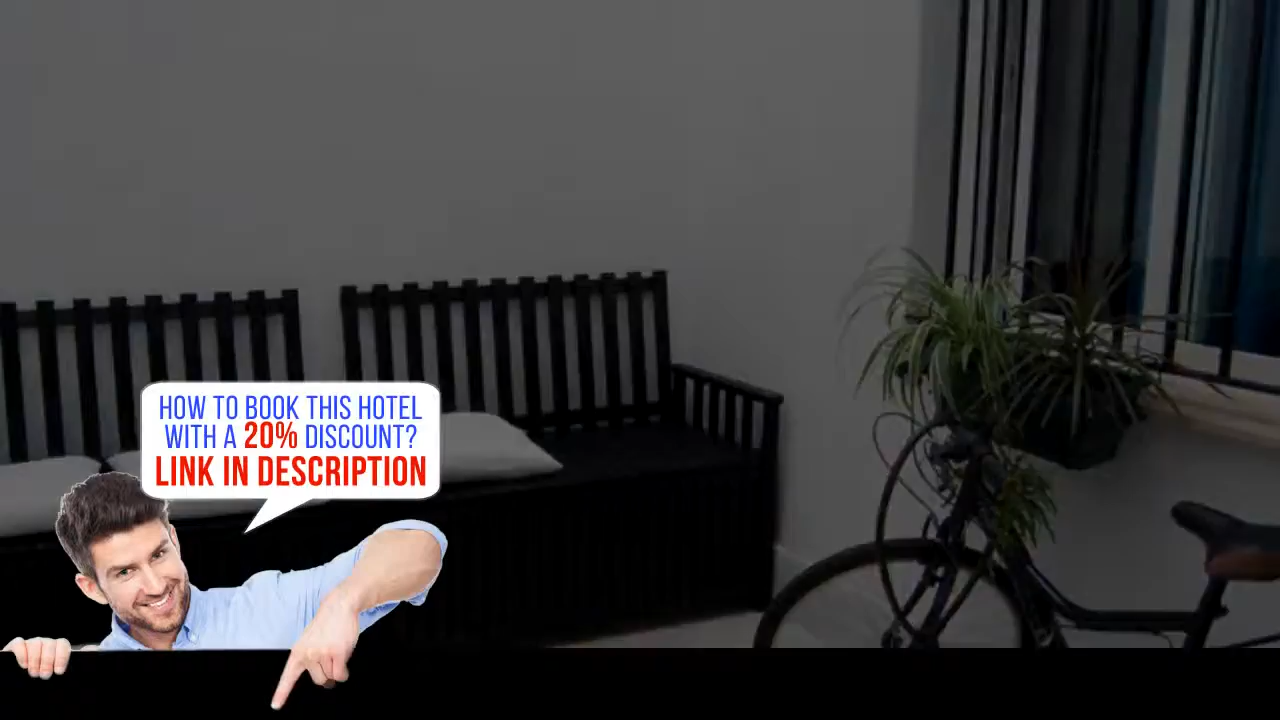 HOW TO BOOK THIS HOTEL
WITH A 20% DISCOUNT?
LINK IN DESCRIPTION